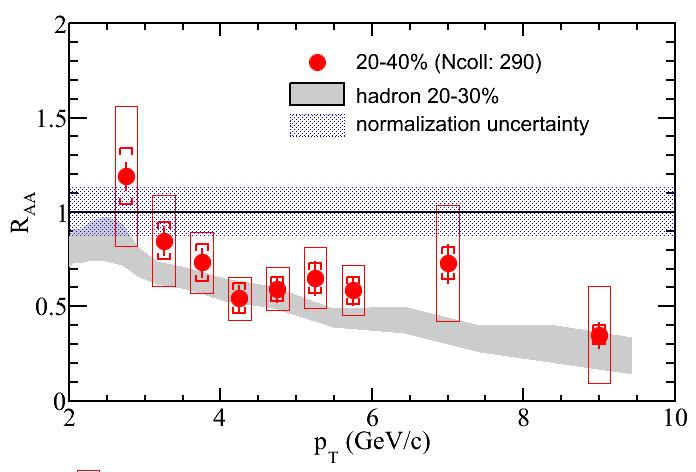 2
20-40% (Ncoll: 290)
hadron 20-30%
1.5
normalization uncertainty
R_AA
1
0.5
0
2 4 6 8 10
p_T (GeV/c)